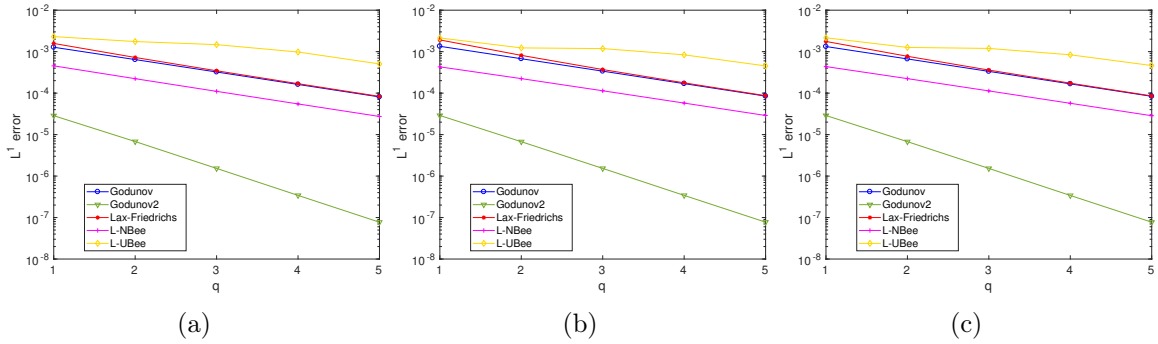 10⁻²
10⁻³
10⁻⁴
10⁻⁵
10⁻⁶
10⁻⁷
10⁻⁸
L¹ error
Godunov
Godunov2
Lax-Friedrichs
L-NBee
L-UBee
1 2 3 4 5
q
(a)
10⁻²
10⁻³
10⁻⁴
10⁻⁵
10⁻⁶
10⁻⁷
10⁻⁸
L¹ error
Godunov
Godunov2
Lax-Friedrichs
L-NBee
L-UBee
1 2 3 4 5
q
(b)
10⁻²
10⁻³
10⁻⁴
10⁻⁵
10⁻⁶
10⁻⁷
10⁻⁸
L¹ error
Godunov
Godunov2
Lax-Friedrichs
L-NBee
L-UBee
1 2 3 4 5
q
(c)